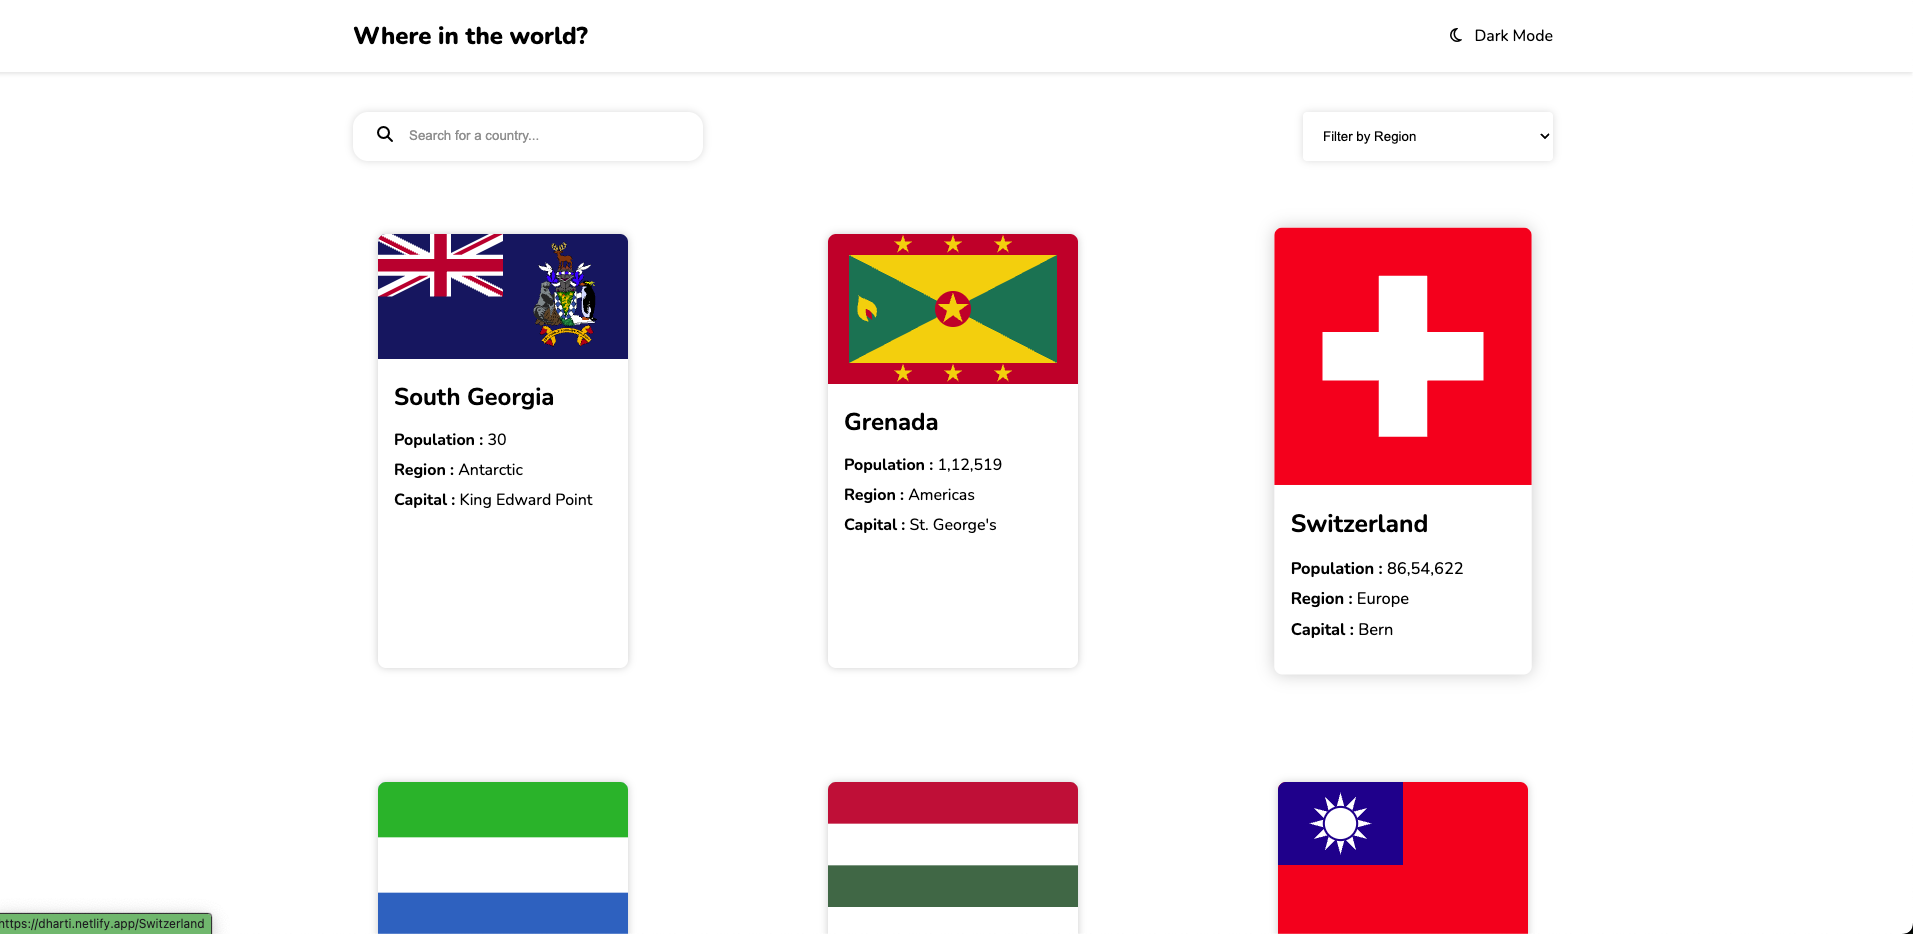 Where in the world?
Dark Mode
Search for a country...
Filter by Region
South Georgia
Population : 30
Region : Antarctic
Capital : King Edward Point
Grenada
Population : 1,12,519
Region : Americas
Capital : St. George's
Switzerland
Population : 86,54,622
Region : Europe
Capital : Bern
https://dharti.netlify.app/Switzerland